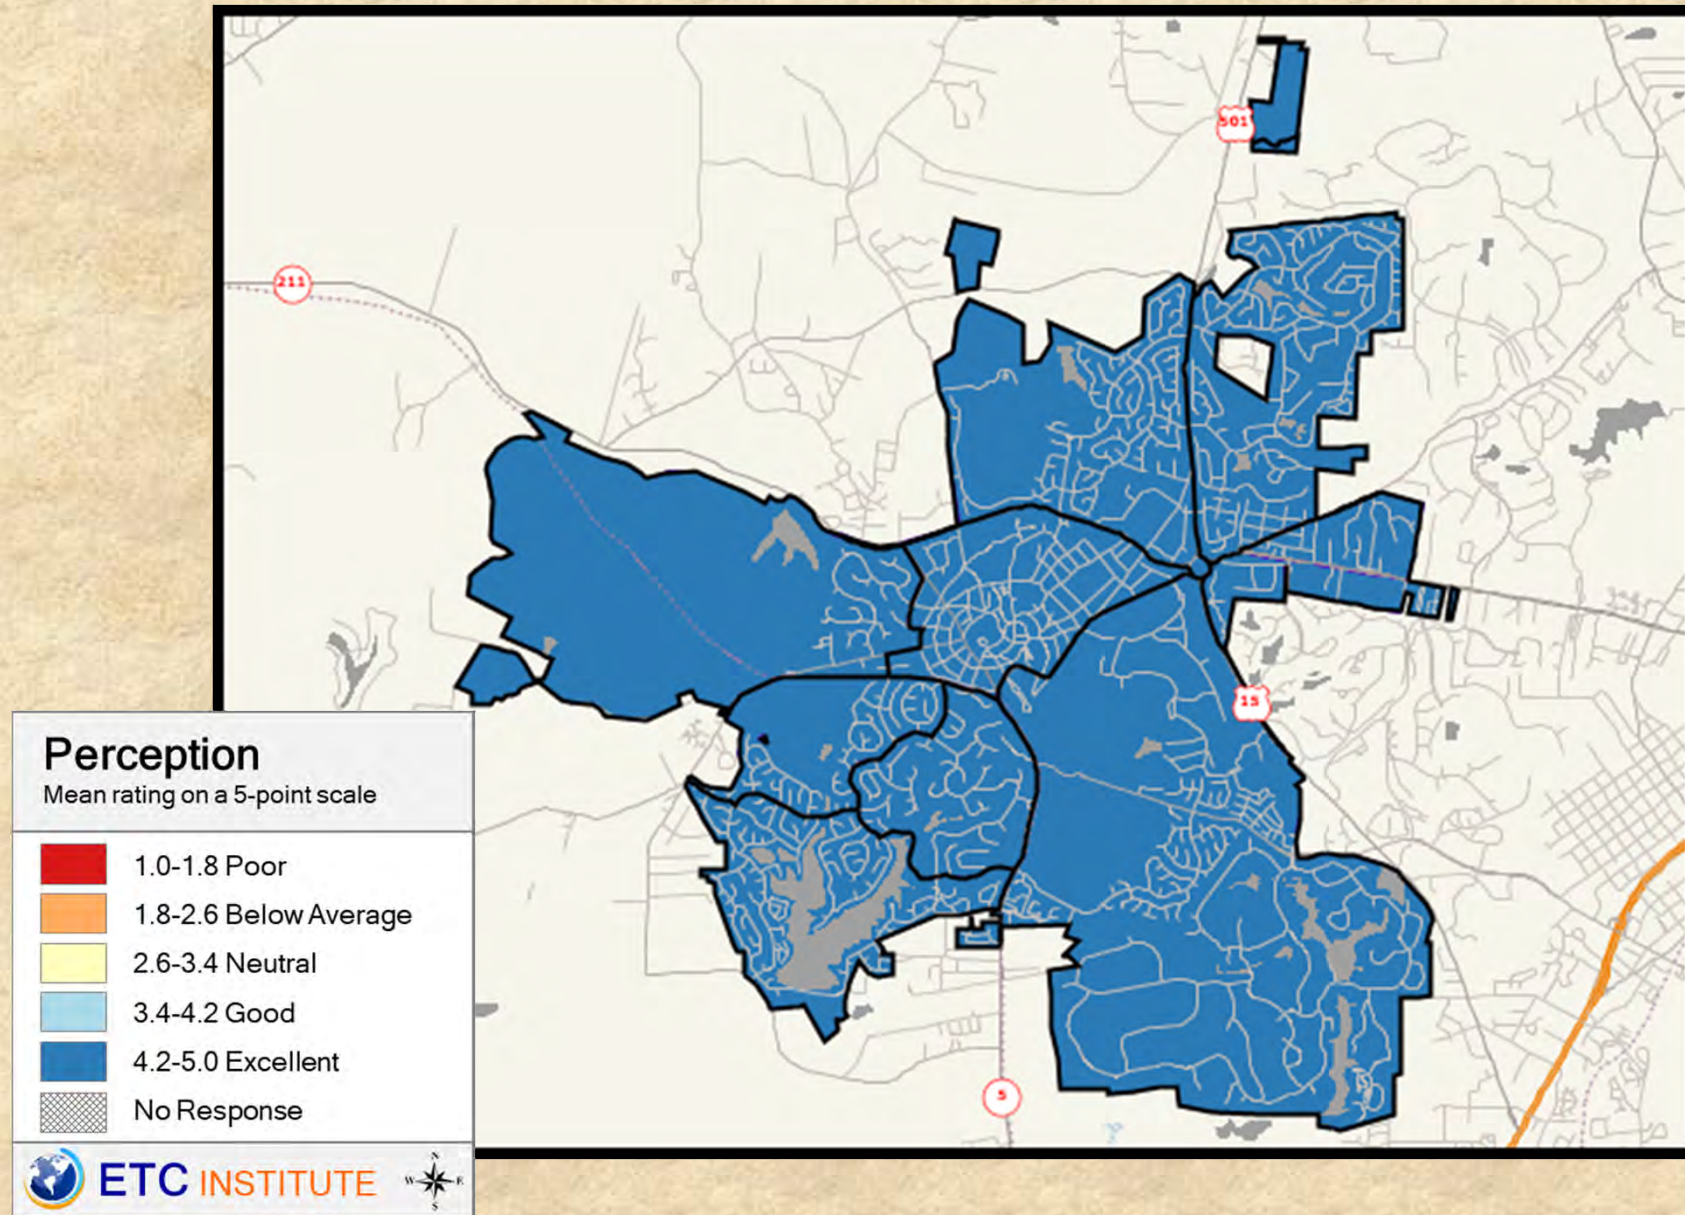 501
211
15
5
Perception
Mean rating on a 5-point scale
1.0-1.8 Poor
1.8-2.6 Below Average
2.6-3.4 Neutral
3.4-4.2 Good
4.2-5.0 Excellent
No Response
ETC INSTITUTE
N
W E
S